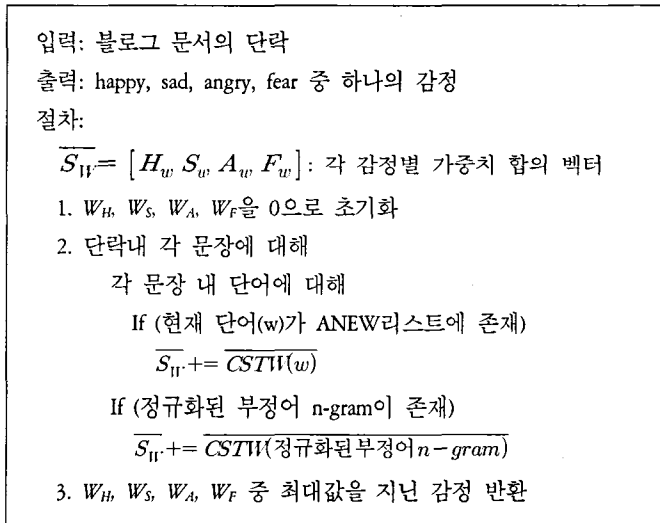 입력: 블로그 문서의 단락
출력: happy, sad, angry, fear 중 하나의 감정
절차:
S_W = [H_w S_w A_w F_w] : 각 감정별 가중치 합의 벡터
1. W_H, W_S, W_A, W_F을 0으로 초기화
2. 단락내 각 문장에 대해
각 문장 내 단어에 대해
If (현재 단어(w)가 ANEW리스트에 존재)
S_W += CSTW(w)
If (정규화된 부정어 n-gram이 존재)
S_W += CSTW(정규화된부정어n-gram)
3. W_H, W_S, W_A, W_F 중 최대값을 지닌 감정 반환